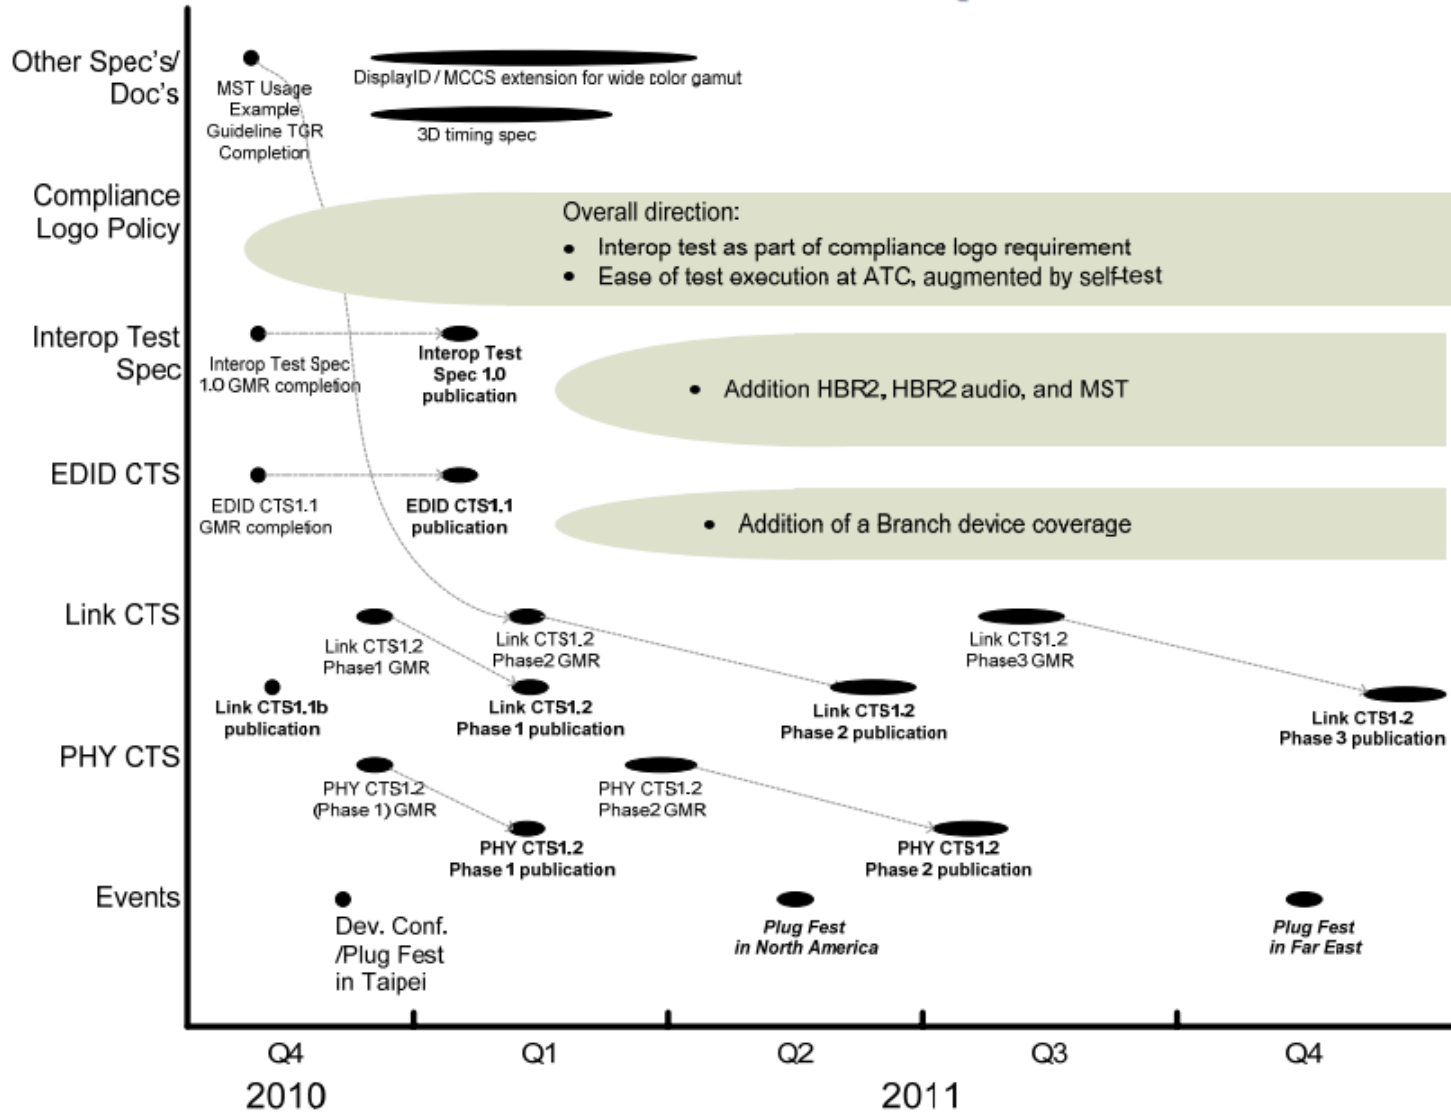 Other Spec's/
Doc's
MST Usage
Example
Guideline TGR
Completion
DisplayID / MCCS extension for wide color gamut
3D timing spec
Compliance
Logo Policy
Overall direction:
• Interop test as part of compliance logo requirement
• Ease of test execution at ATC, augmented by self-test
Interop Test
Spec
Interop Test Spec
1.0 GMR completion
Interop Test
Spec 1.0
publication
• Addition HBR2, HBR2 audio, and MST
EDID CTS
EDID CTS1.1
GMR completion
EDID CTS1.1
publication
• Addition of a Branch device coverage
Link CTS
Link CTS1.2
Phase1 GMR
Link CTS1.2
Phase2 GMR
Link CTS1.2
Phase3 GMR
Link CTS1.1b
publication
Link CTS1.2
Phase 1 publication
Link CTS1.2
Phase 2 publication
Link CTS1.2
Phase 3 publication
PHY CTS
PHY CTS1.2
(Phase 1) GMR
PHY CTS1.2
Phase2 GMR
PHY CTS1.2
Phase 1 publication
PHY CTS1.2
Phase 2 publication
Events
Dev. Conf.
/Plug Fest
in Taipei
Plug Fest
in North America
Plug Fest
in Far East
Q4 Q1 Q2 Q3 Q4
2010 2011